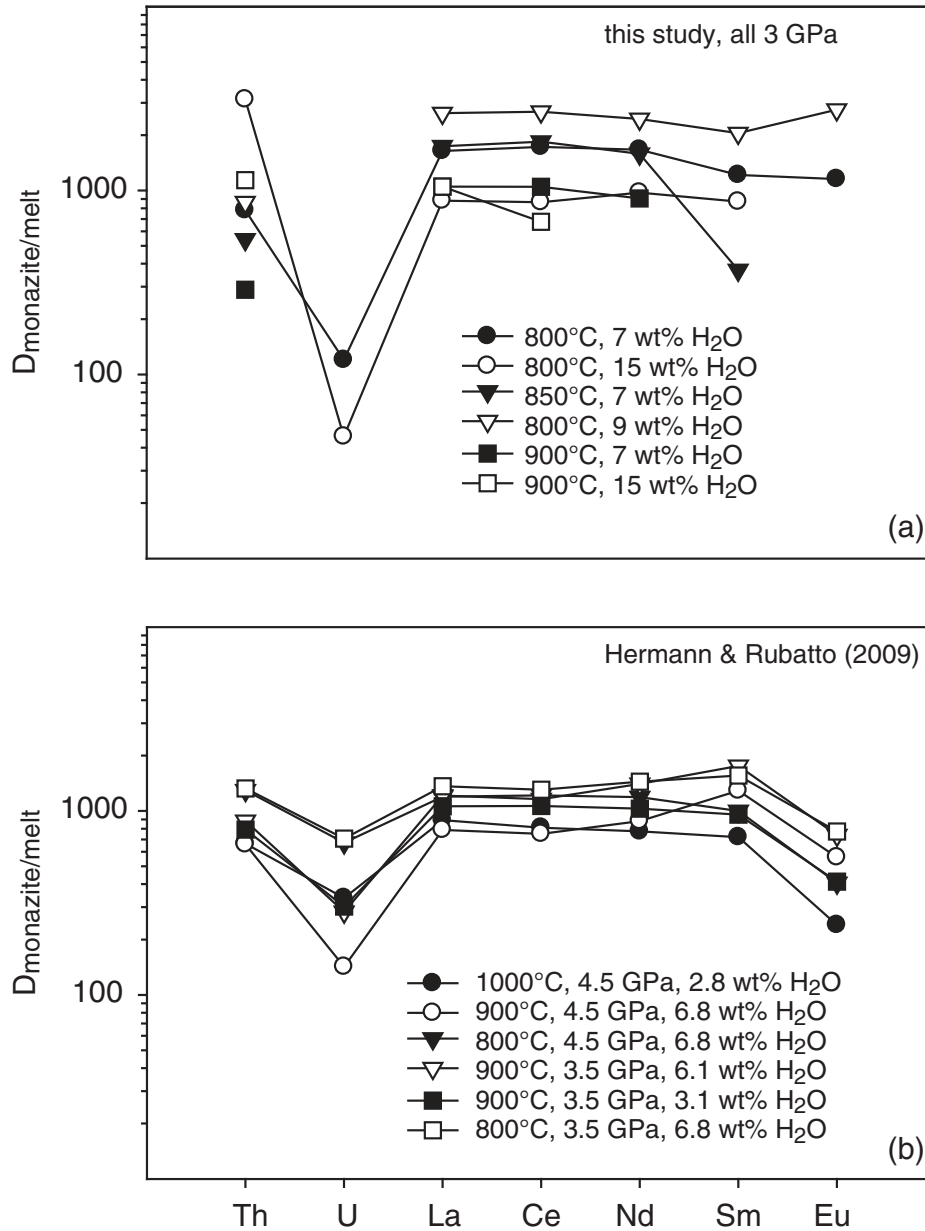 this study, all 3 GPa
1000
100
Dmonazite/melt
800°C, 7 wt% H₂O
800°C, 15 wt% H₂O
850°C, 7 wt% H₂O
800°C, 9 wt% H₂O
900°C, 7 wt% H₂O
900°C, 15 wt% H₂O
(a)
Hermann & Rubatto (2009)
1000
100
Dmonazite/melt
1000°C, 4.5 GPa, 2.8 wt% H₂O
900°C, 4.5 GPa, 6.8 wt% H₂O
800°C, 4.5 GPa, 6.8 wt% H₂O
900°C, 3.5 GPa, 6.1 wt% H₂O
900°C, 3.5 GPa, 3.1 wt% H₂O
800°C, 3.5 GPa, 6.8 wt% H₂O
(b)
Th U La Ce Nd Sm Eu